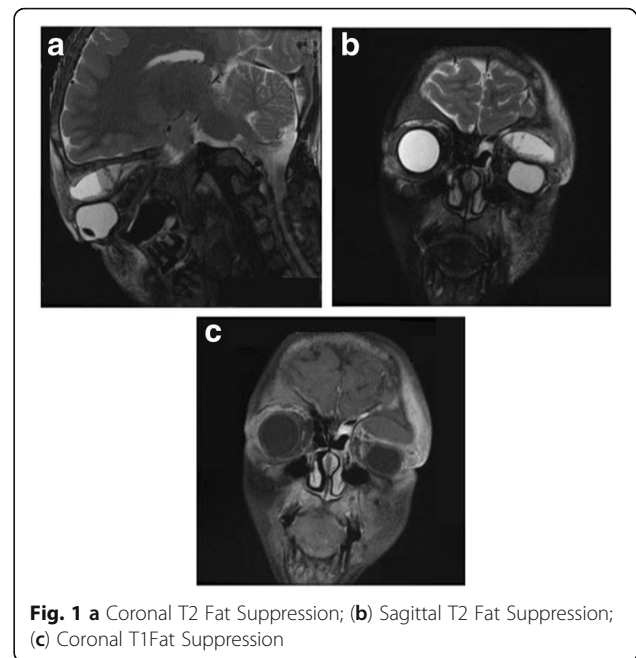 a
b
c
Fig. 1 a Coronal T2 Fat Suppression; (b) Sagittal T2 Fat Suppression;
(c) Coronal T1Fat Suppression